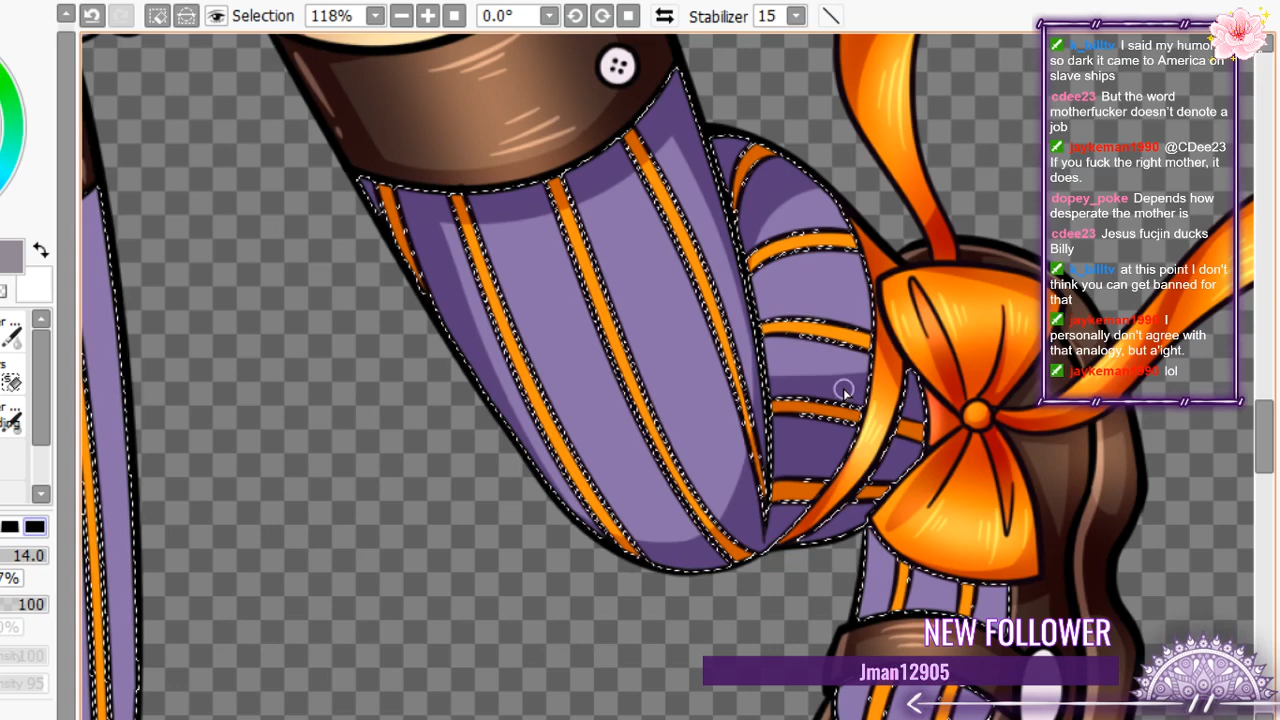 Selection
118%
0.0°
Stabilizer
15
I said my humor
so dark it came to America on
slave ships
cdee23 But the word
motherfucker doesn't denote a
job
jaykeman1990 @CDee23
If you fuck the right mother, it
does.
dopey_poke Depends how
desperate the mother is
cdee23 Jesus fucjin ducks
Billy
at this point I don't
think you can get banned for
that
jaykeman1990 I
personally don't agree with
that analogy, but a'ight.
jaykeman1990 lol
14.0
100
NEW FOLLOWER
Jman12905